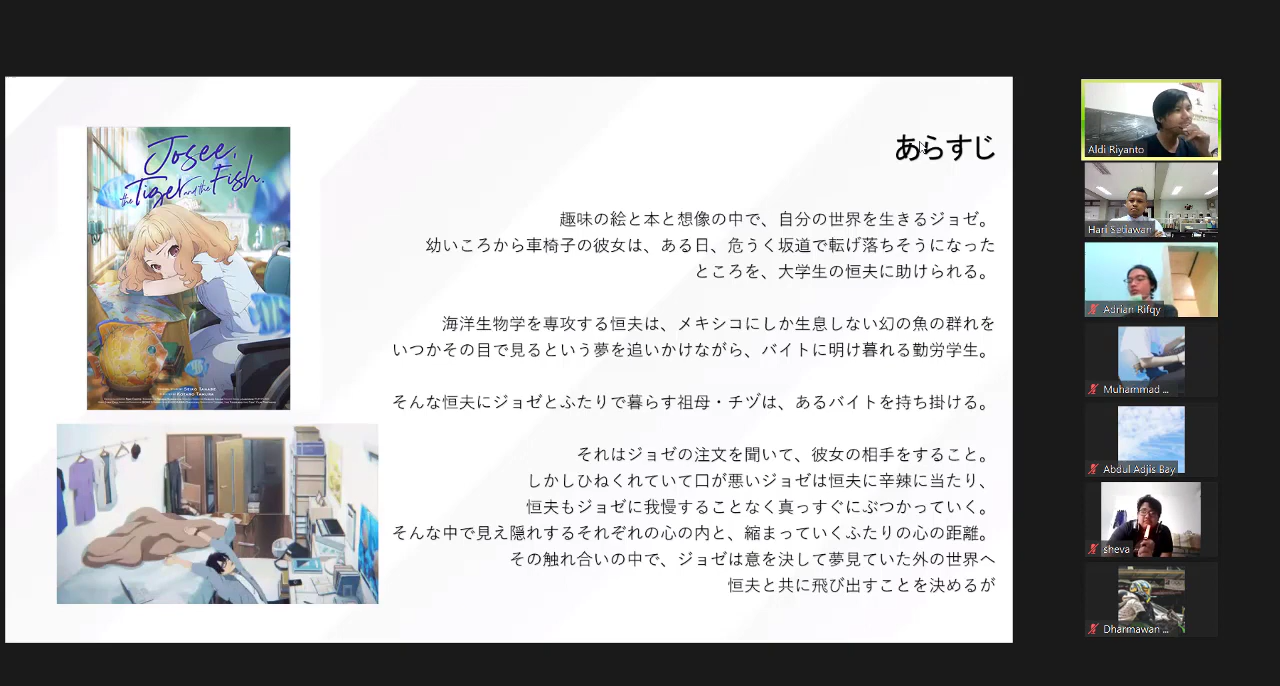 Josee,
the Tiger and the Fish.
SEIKO TANABE
KOTARO TAMURA
あらすじ
趣味の絵と本と想像の中で、自分の世界を生きるジョゼ。
幼いころから車椅子の彼女は、ある日、危うく坂道で転げ落ちそうになった
ところを、大学生の恒夫に助けられる。
海洋生物学を専攻する恒夫は、メキシコにしか生息しない幻の魚の群れを
いつかその目で見るという夢を追いかけながら、バイトに明け暮れる勤労学生。
そんな恒夫にジョゼとふたりで暮らす祖母・チヅは、あるバイトを持ち掛ける。
それはジョゼの注文を聞いて、彼女の相手をすること。
しかしひねくれていて口が悪いジョゼは恒夫に辛辣に当たり、
恒夫もジョゼに我慢することなく真っすぐにぶつかっていく。
そんな中で見え隠れするそれぞれの心の内と、縮まっていくふたりの心の距離。
その触れ合いの中で、ジョゼは意を決して夢見ていた外の世界へ
恒夫と共に飛び出すことを決めるが
Aldi Riyanto
Hari Setiawan
Adrian Rifqy
Muhammad ...
Abdul Adjis Bay
sheva
Dharmawan ...